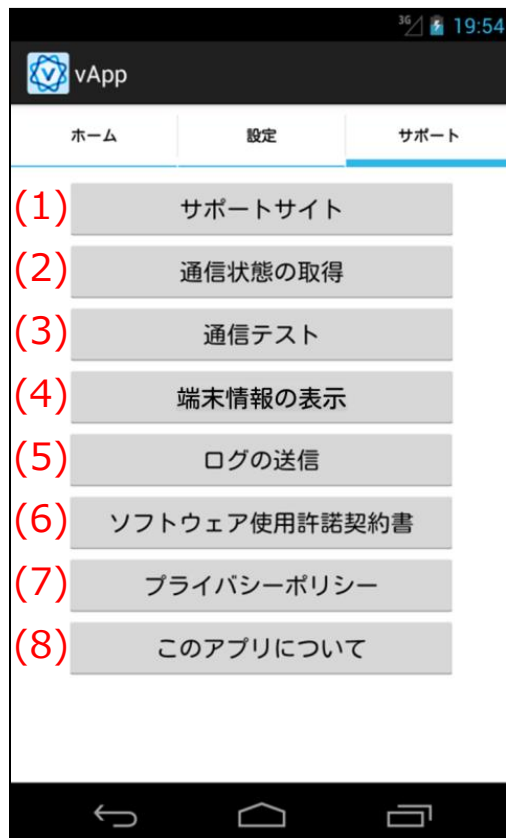 3G 19:54
V vApp
ホーム 設定 サポート
(1) サポートサイト
(2) 通信状態の取得
(3) 通信テスト
(4) 端末情報の表示
(5) ログの送信
(6) ソフトウェア使用許諾契約書
(7) プライバシーポリシー
(8) このアプリについて